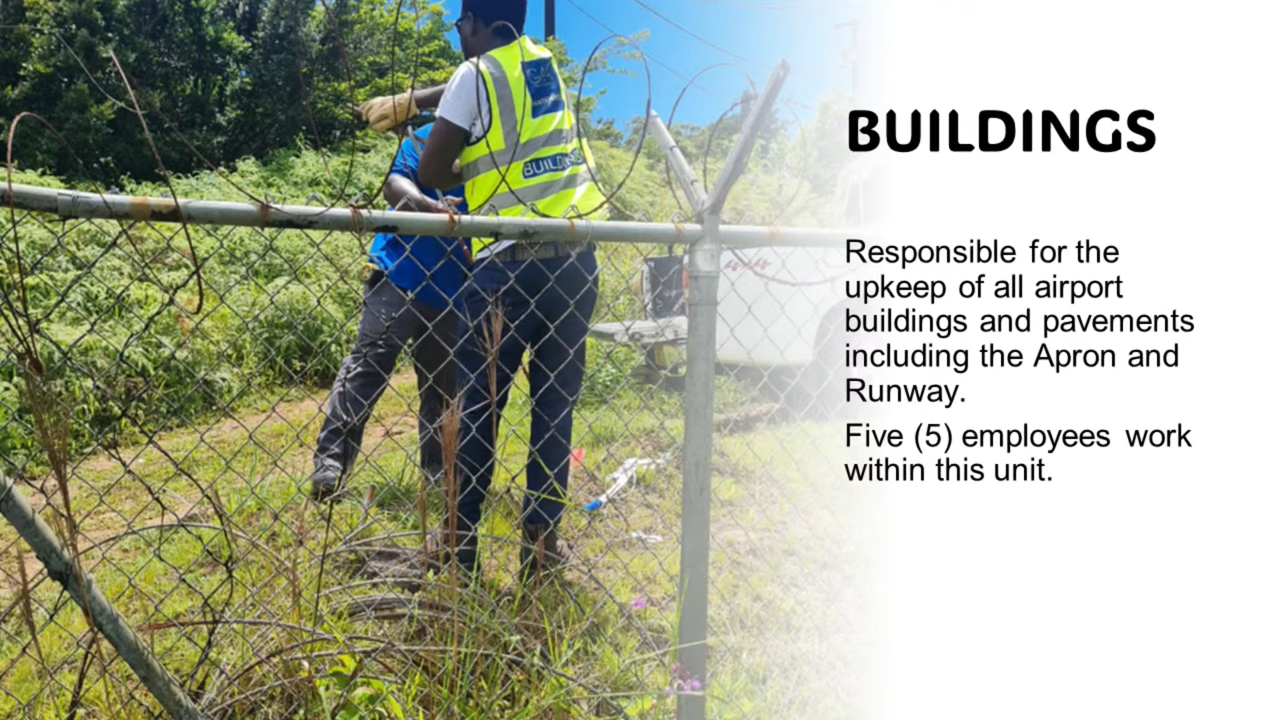 BUILDINGS
Responsible for the
upkeep of all airport
buildings and pavements
including the Apron and
Runway.
Five (5) employees work
within this unit.
BUILDINGS